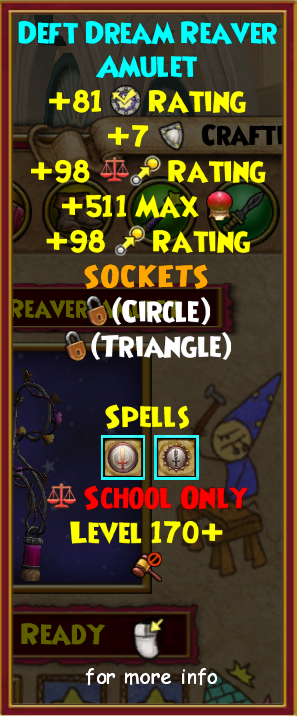 Deft Dream Reaver
Amulet
+81 Rating
+7
Crafti
+98 Rating
+511 Max
+98 Rating
Sockets
Reaver Amulet
(Circle)
(Triangle)
Spells
School Only
Level 170+
Ready
for more info